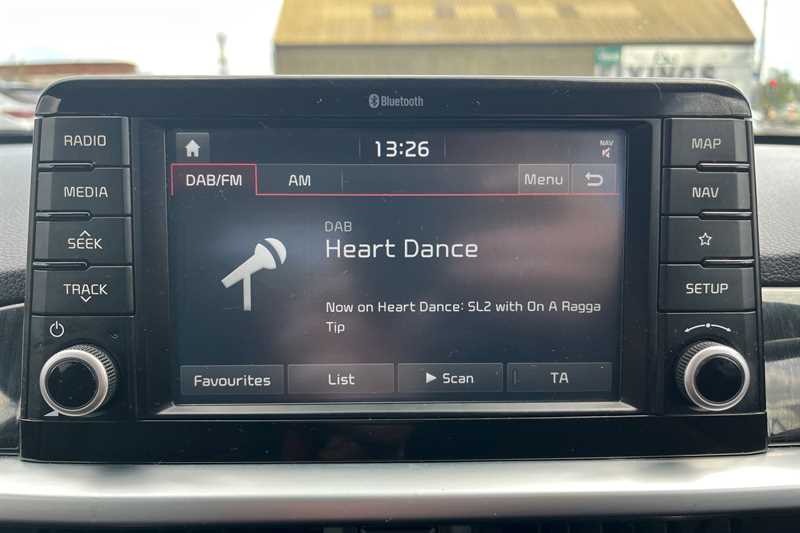 Bluetooth
RADIO
MEDIA
SEEK
TRACK
13:26
NAV
DAB/FM
AM
Menu
DAB
Heart Dance
Now on Heart Dance: SL2 with On A Ragga
Tip
Favourites
List
Scan
TA
MAP
NAV
SETUP